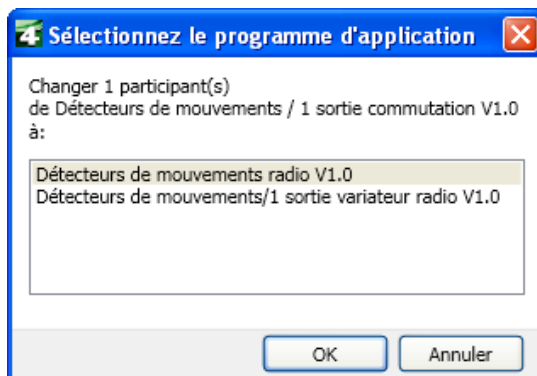 4 Sélectionnez le programme d'application
Changer 1 participant(s)
de Détecteurs de mouvements / 1 sortie commutation V1.0
à:
Détecteurs de mouvements radio V1.0
Détecteurs de mouvements/1 sortie variateur radio V1.0
OK Annuler